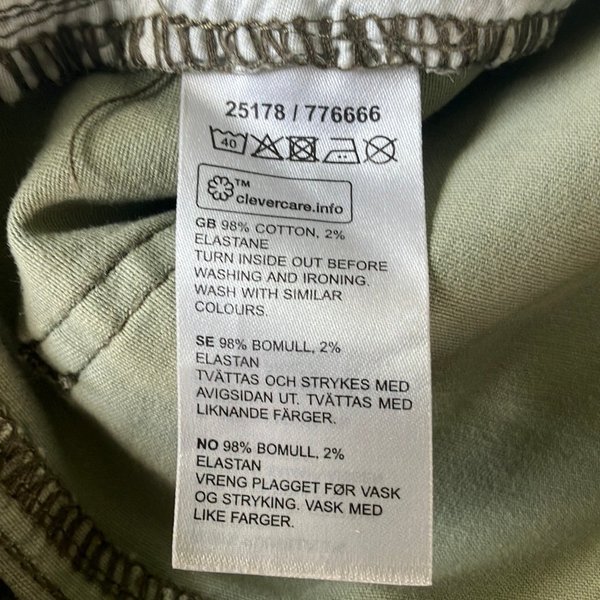 25178 / 776666
40
TM
clevercare.info
GB 98% COTTON, 2%
ELASTANE
TURN INSIDE OUT BEFORE
WASHING AND IRONING.
WASH WITH SIMILAR
COLOURS.
SE 98% BOMULL, 2%
ELASTAN
TVÄTTAS OCH STRYKES MED
AVIGSIDAN UT. TVÄTTAS MED
LIKNANDE FÄRGER.
NO 98% BOMULL, 2%
ELASTAN
VRENG PLAGGET FØR VASK
OG STRYKING. VASK MED
LIKE FARGER.